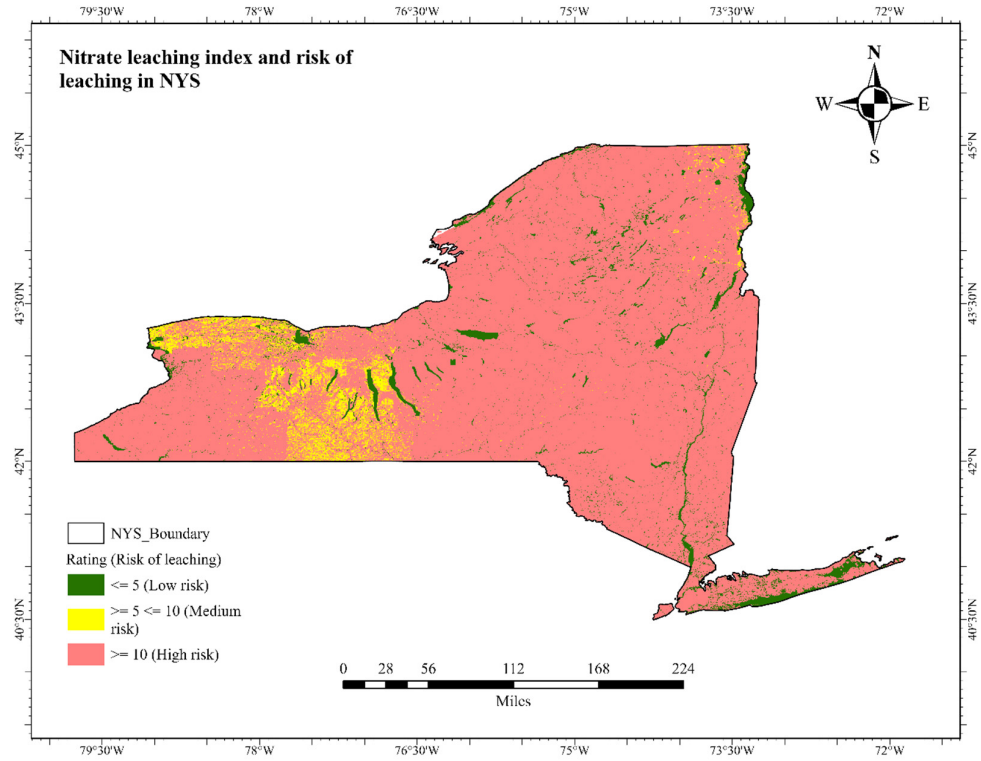 79°30'W 78°W 76°30'W 75°W 73°30'W 72°W
Nitrate leaching index and risk of
leaching in NYS
N
W E
S
45°N 45°N
43°30'N 43°30'N
42°N 42°N
40°30'N 40°30'N
NYS_Boundary
Rating (Risk of leaching)
<= 5 (Low risk)
>= 5 <= 10 (Medium
risk)
>= 10 (High risk)
0 28 56 112 168 224
Miles
79°30'W 78°W 76°30'W 75°W 73°30'W 72°W